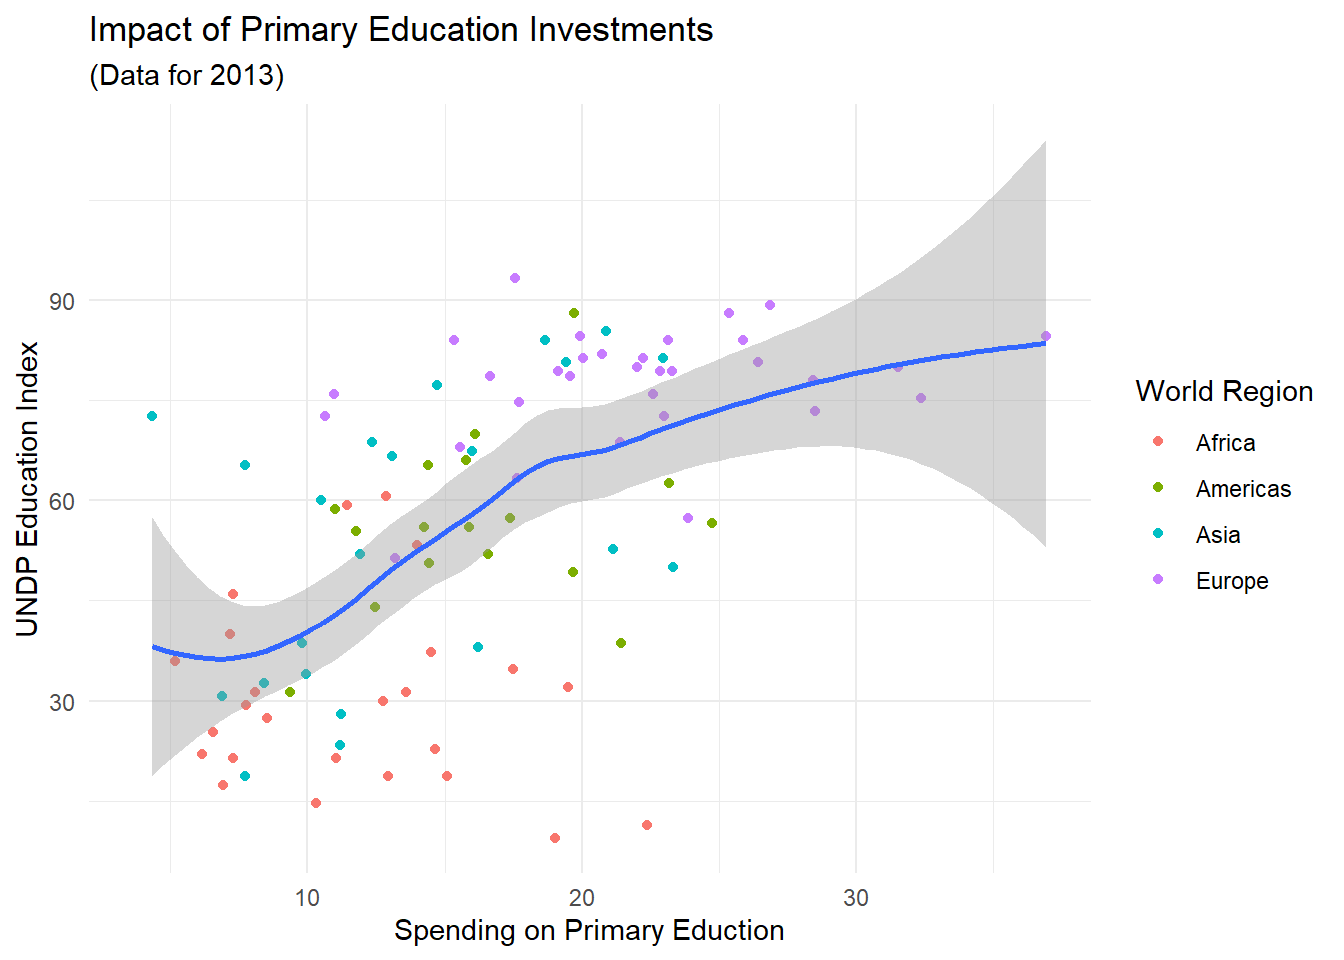 Impact of Primary Education Investments
(Data for 2013)
UNDP Education Index
90
60
30
10 20 30
Spending on Primary Eduction
World Region
Africa
Americas
Asia
Europe